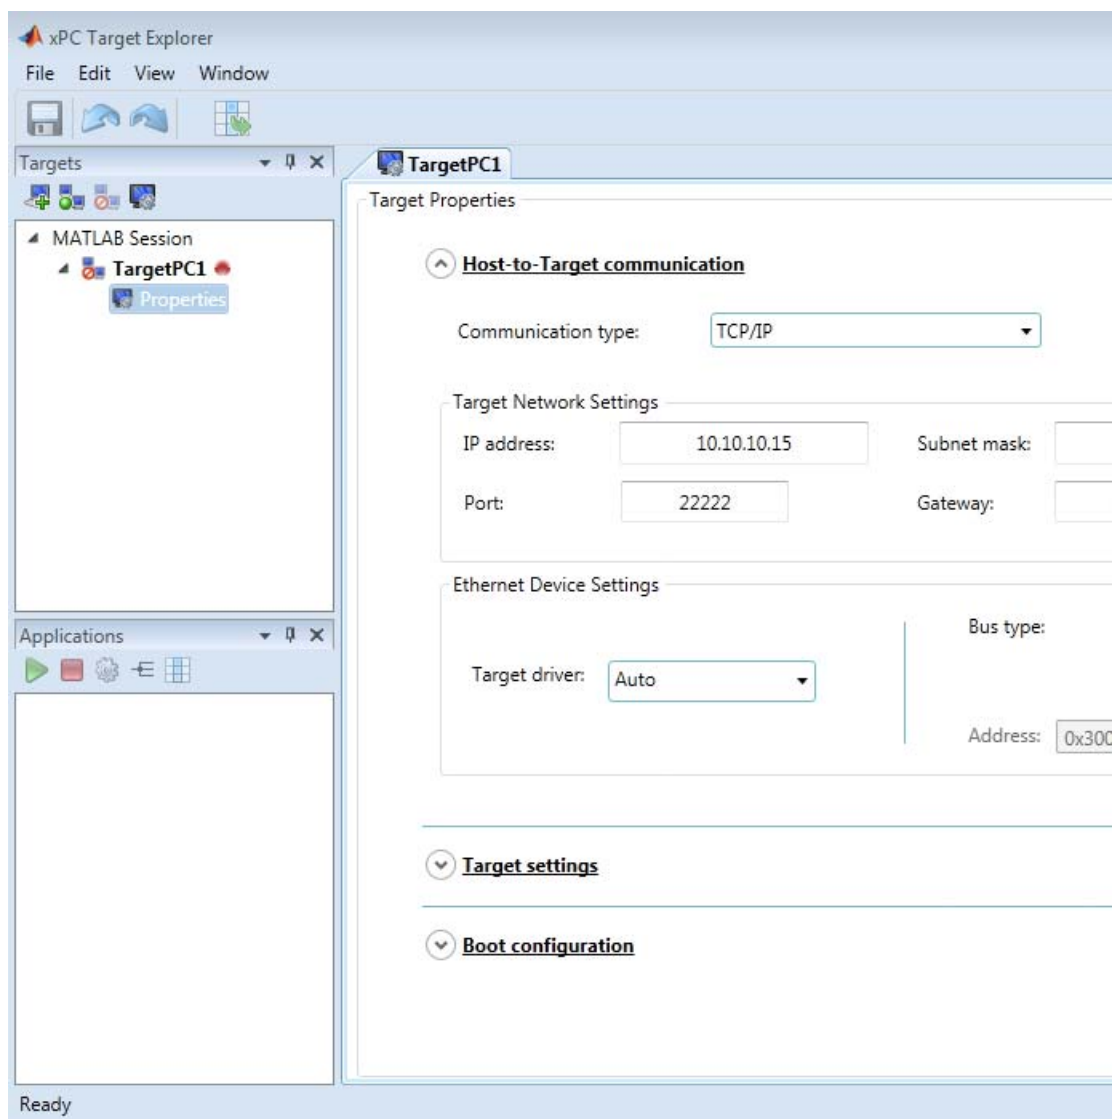 xPC Target Explorer
File Edit View Window
Targets
MATLAB Session
TargetPC1
Properties
Applications
TargetPC1
Target Properties
Host-to-Target communication
Communication type: TCP/IP
Target Network Settings
IP address: 10.10.10.15 Subnet mask:
Port: 22222 Gateway:
Ethernet Device Settings
Bus type:
Target driver: Auto
Address: 0x300
Target settings
Boot configuration
Ready